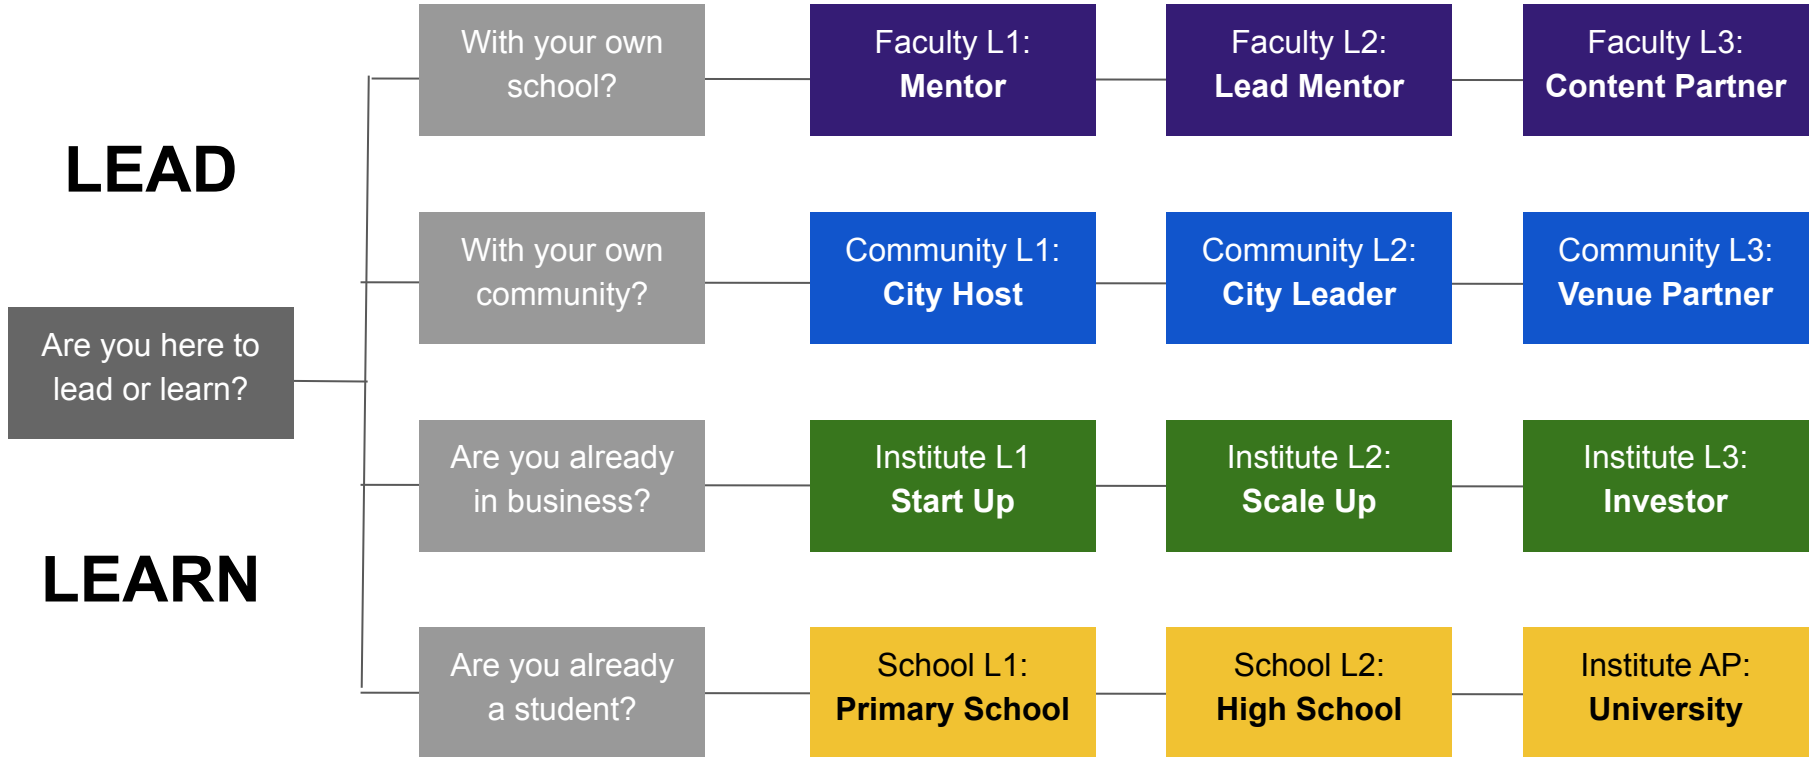 LEAD
LEARN
Are you here to
lead or learn?
With your own
school?
Faculty L1:
Mentor
Faculty L2:
Lead Mentor
Faculty L3:
Content Partner
With your own
community?
Community L1:
City Host
Community L2:
City Leader
Community L3:
Venue Partner
Are you already
in business?
Institute L1
Start Up
Institute L2:
Scale Up
Institute L3:
Investor
Are you already
a student?
School L1:
Primary School
School L2:
High School
Institute AP:
University